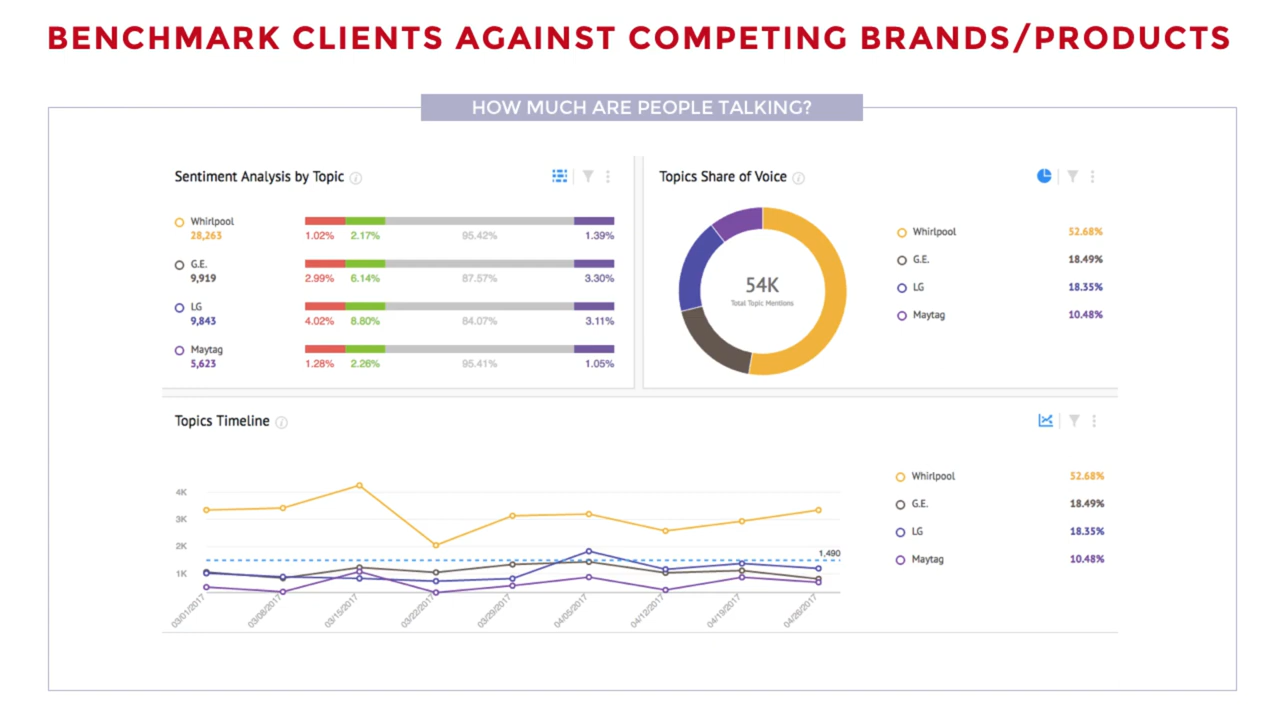 BENCHMARK CLIENTS AGAINST COMPETING BRANDS/PRODUCTS
HOW MUCH ARE PEOPLE TALKING?
Sentiment Analysis by Topic
Whirlpool
28,263
1.02% 2.17% 95.42% 1.39%
G.E.
9,919
2.99% 6.14% 87.57% 3.30%
LG
9,843
4.02% 8.80% 84.07% 3.11%
Maytag
5,623
1.28% 2.26% 95.41% 1.05%
Topics Share of Voice
54K
Total Topic Mentions
Whirlpool 52.68%
G.E. 18.49%
LG 18.35%
Maytag 10.48%
Topics Timeline
4K
3K
2K
1K
1,490
03/01/2017 03/08/2017 03/15/2017 03/22/2017 03/29/2017 04/05/2017 04/12/2017 04/19/2017 04/26/2017
Whirlpool 52.68%
G.E. 18.49%
LG 18.35%
Maytag 10.48%